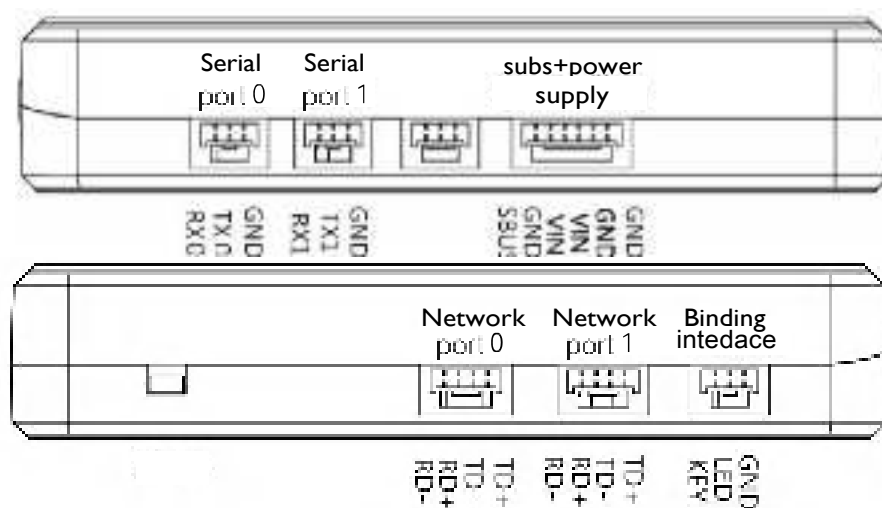 Serial
port 0
Serial
port 1
subs+power
supply
RX0
TX0
GND
RX1
TX1
GND
SBUS
GND
VIN
VIN
GND
GND
Network
port 0
Network
port 1
Binding
intedace
RD-
RD+
TD-
TD+
RD-
RD+
TD-
TD+
KEY
LED
GND